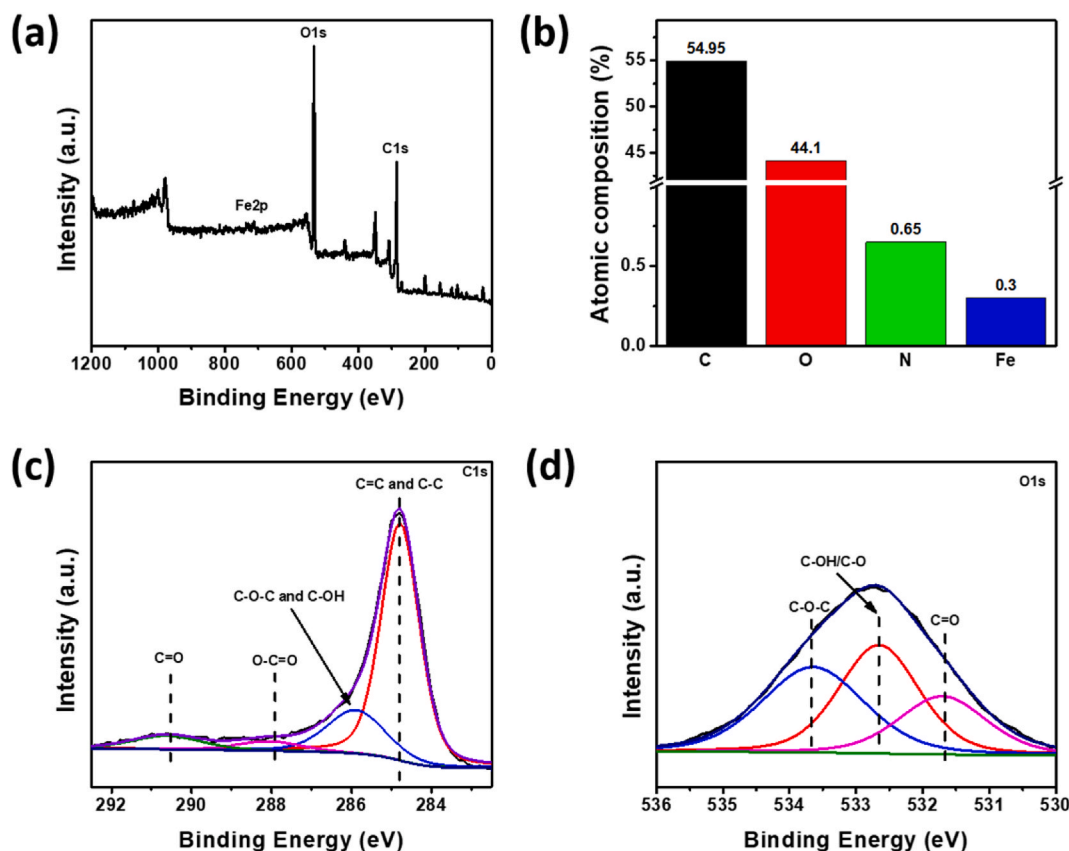 (a)
O1s
C1s
Fe2p
Intensity (a.u.)
1200 1000 800 600 400 200 0
Binding Energy (eV)
(b)
54.95
44.1
0.65
0.3
55
45
0.5
0.0
Atomic composition (%)
C O N Fe
(c)
C1s
C=C and C-C
C-O-C and C-OH
C=O
O-C=O
Intensity (a.u.)
292 290 288 286 284
Binding Energy (eV)
(d)
O1s
C-OH/C-O
C-O-C
C=O
Intensity (a.u.)
536 535 534 533 532 531 530
Binding Energy (eV)